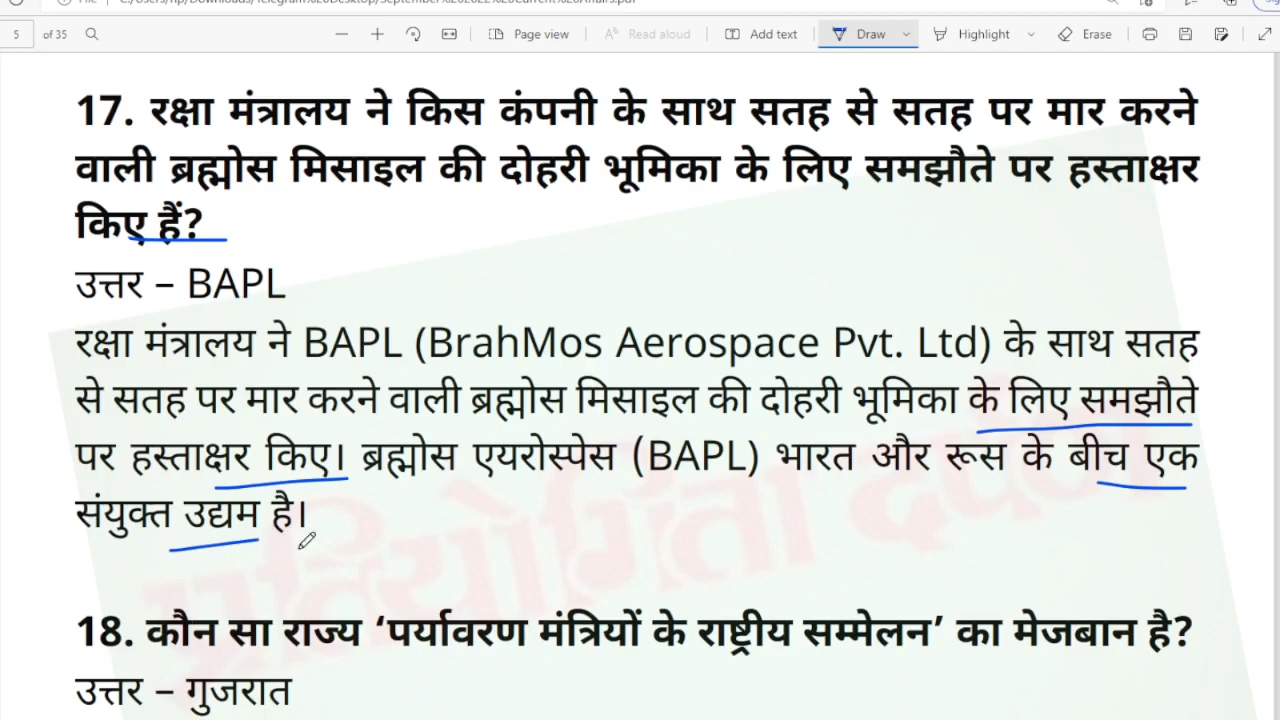 5 of 35 Page view Read aloud Add text Draw Highlight Erase
17. रक्षा मंत्रालय ने किस कंपनी के साथ सतह से सतह पर मार करने
वाली ब्रह्मोस मिसाइल की दोहरी भूमिका के लिए समझौते पर हस्ताक्षर
किए हैं?
उत्तर – BAPL
रक्षा मंत्रालय ने BAPL (BrahMos Aerospace Pvt. Ltd) के साथ सतह
से सतह पर मार करने वाली ब्रह्मोस मिसाइल की दोहरी भूमिका के लिए समझौते
पर हस्ताक्षर किए। ब्रह्मोस एयरोस्पेस (BAPL) भारत और रूस के बीच एक
संयुक्त उद्यम है।
प्रतियोगिता दर्पण
18. कौन सा राज्य ‘पर्यावरण मंत्रियों के राष्ट्रीय सम्मेलन’ का मेजबान है?
उत्तर – गुजरात